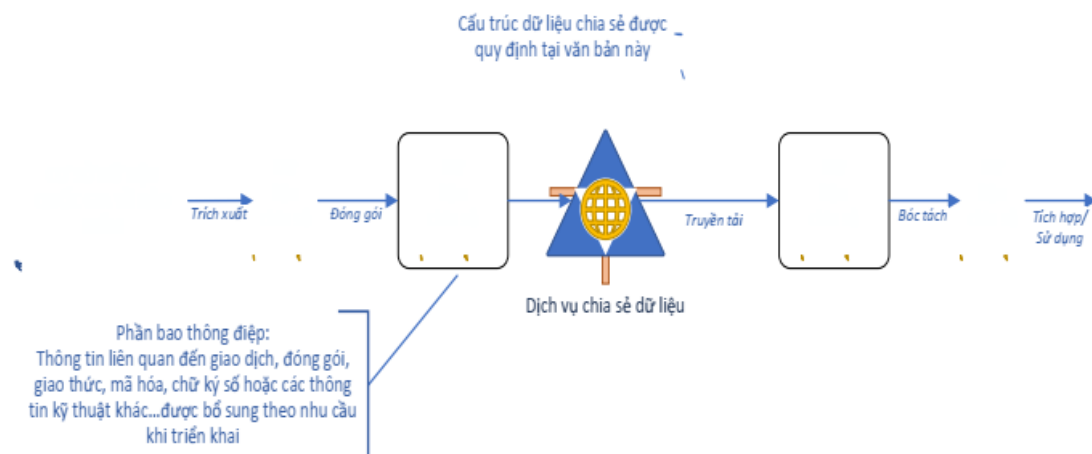 Cấu trúc dữ liệu chia sẻ được
quy định tại văn bản này
Trích xuất
Đóng gói
Truyền tải
Bóc tách
Tích hợp/
Sử dụng
Dịch vụ chia sẻ dữ liệu
Phần bao thông điệp:
Thông tin liên quan đến giao dịch, đóng gói,
giao thức, mã hóa, chữ ký số hoặc các thông
tin kỹ thuật khác...được bổ sung theo nhu cầu
khi triển khai